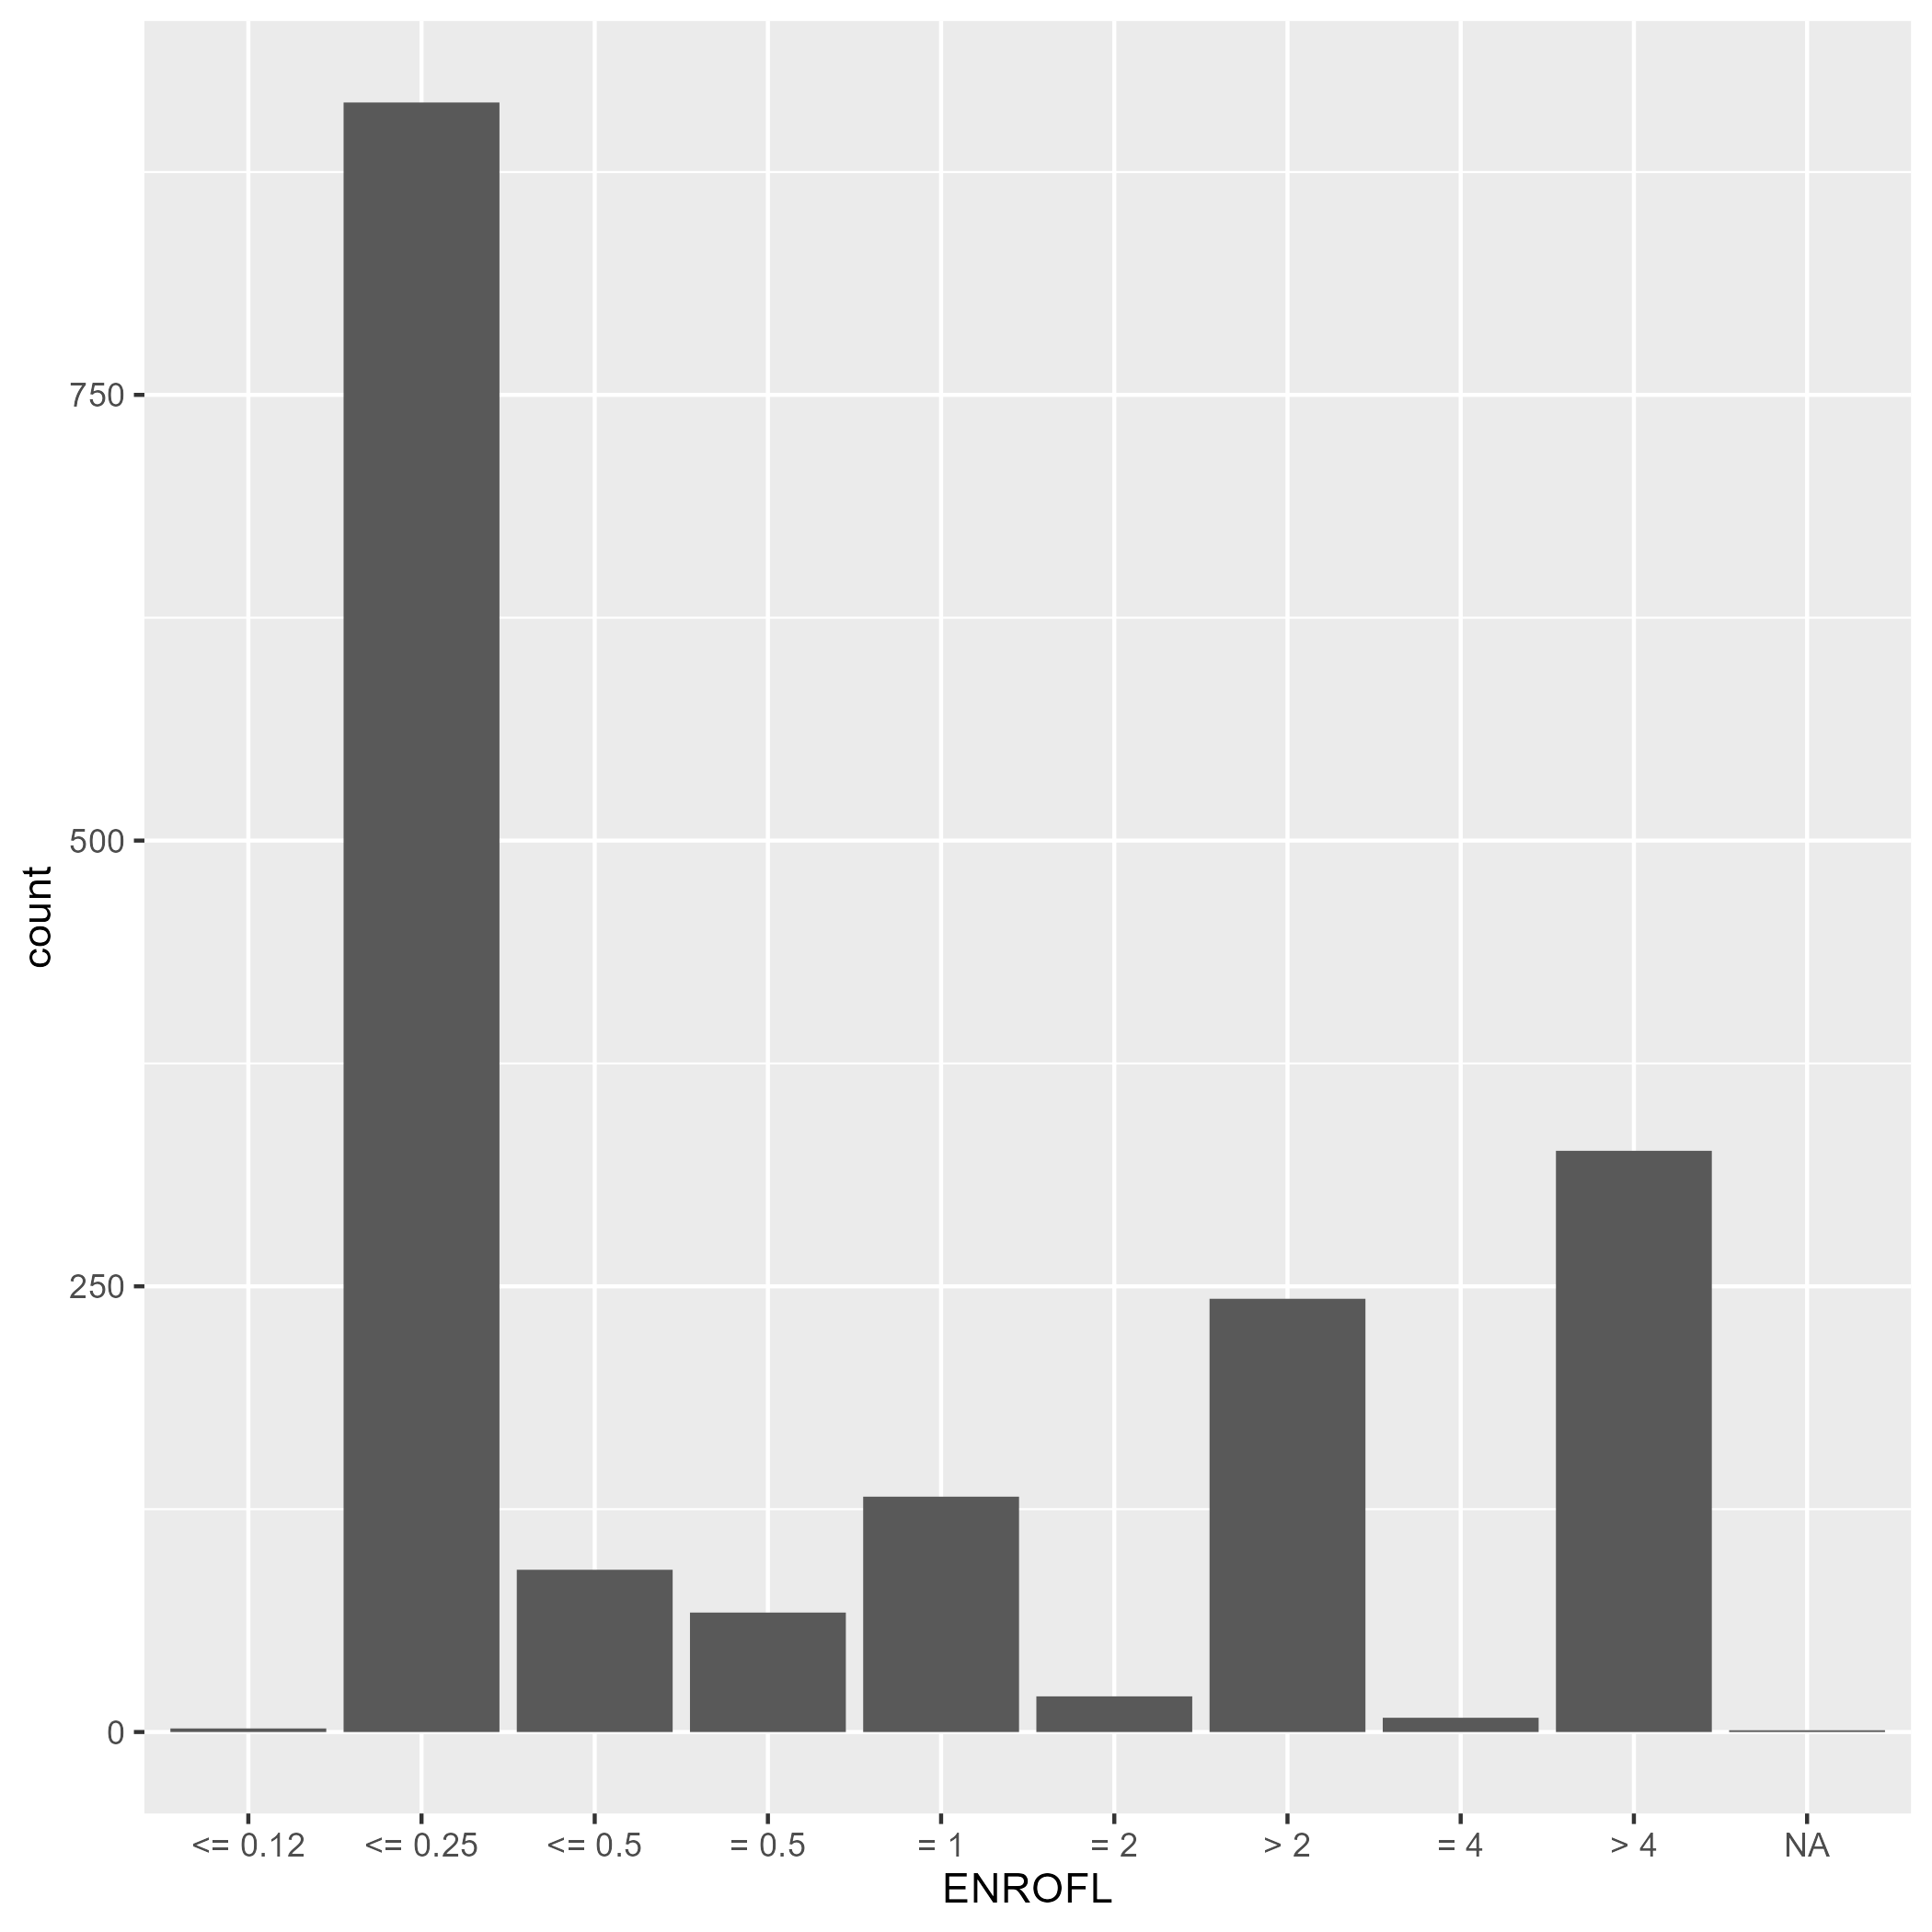 750
500
250
0
count
<= 0.12 <= 0.25 <= 0.5 = 0.5 = 1 = 2 > 2 = 4 > 4 NA
ENROFL